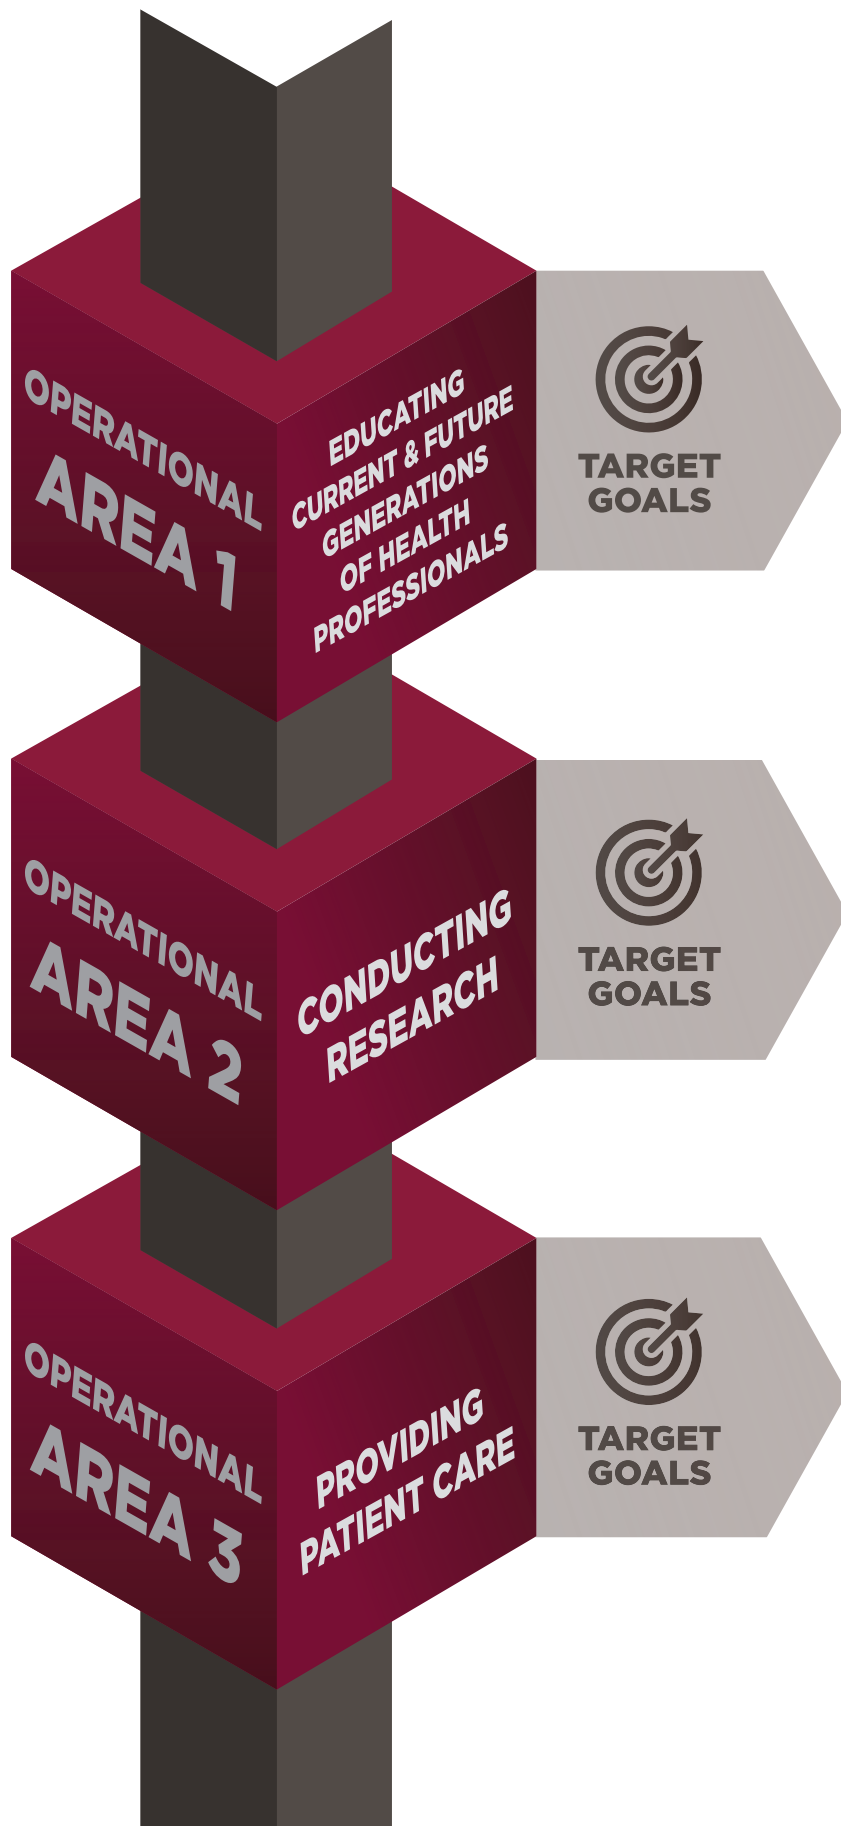 OPERATIONAL
AREA 1
EDUCATING
CURRENT & FUTURE
GENERATIONS
OF HEALTH
PROFESSIONALS
TARGET
GOALS
OPERATIONAL
AREA 2
CONDUCTING
RESEARCH
TARGET
GOALS
OPERATIONAL
AREA 3
PROVIDING
PATIENT CARE
TARGET
GOALS